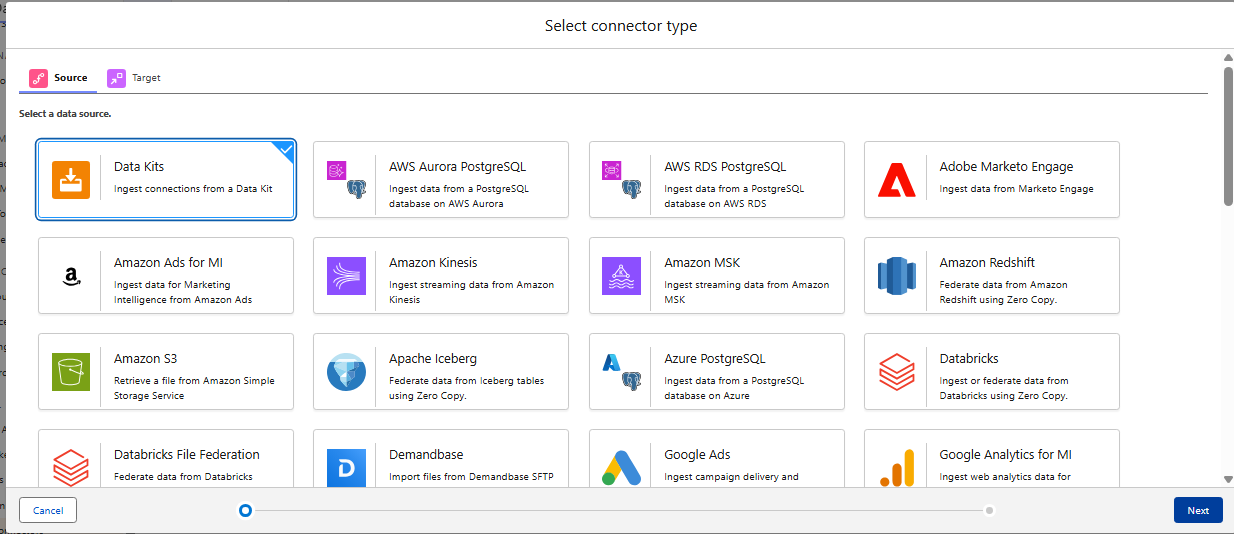 Select connector type
Source
Target
Select a data source.
Data Kits
Ingest connections from a Data Kit
AWS Aurora PostgreSQL
Ingest data from a PostgreSQL
database on AWS Aurora
AWS RDS PostgreSQL
Ingest data from a PostgreSQL
database on AWS RDS
Adobe Marketo Engage
Ingest data from Marketo Engage
Amazon Ads for MI
Ingest data for Marketing
Intelligence from Amazon Ads
Amazon Kinesis
Ingest streaming data from Amazon
Kinesis
Amazon MSK
Ingest streaming data from Amazon
MSK
Amazon Redshift
Federate data from Amazon
Redshift using Zero Copy.
Amazon S3
Retrieve a file from Amazon Simple
Storage Service
Apache Iceberg
Federate data from Iceberg tables
using Zero Copy.
Azure PostgreSQL
Ingest data from a PostgreSQL
database on Azure
Databricks
Ingest or federate data from
Databricks using Zero Copy.
Databricks File Federation
Federate data from Databricks
Demandbase
Import files from Demandbase SFTP
Google Ads
Ingest campaign delivery and
Google Analytics for MI
Ingest web analytics data for
Cancel
Next